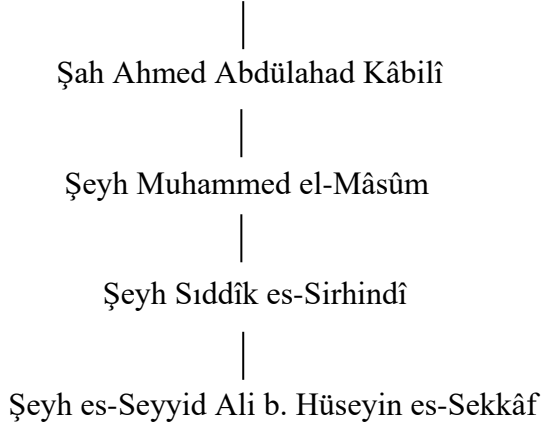 Şah Ahmed Abdülahad Kâbilî
Şeyh Muhammed el-Mâsûm
Şeyh Sıddîk es-Sirhindî
Şeyh es-Seyyid Ali b. Hüseyin es-Sekkâf